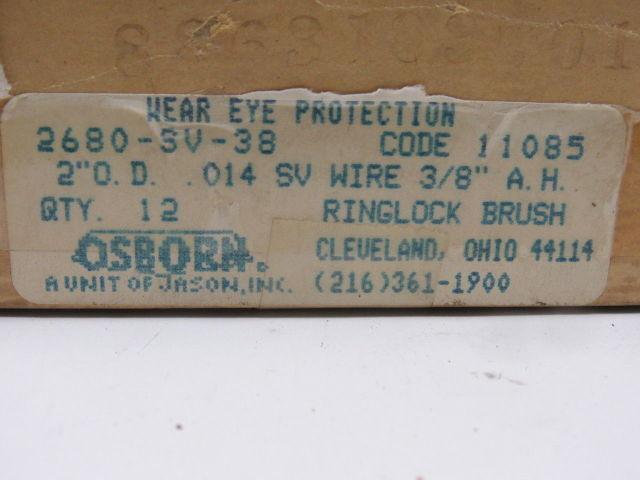 WEAR EYE PROTECTION
2680-SV-38 CODE 11085
2"O.D. .014 SV WIRE 3/8" A.H.
QTY. 12 RINGLOCK BRUSH
OSBORN. CLEVELAND, OHIO 44114
A UNIT OF JASON, INC. (216)361-1900